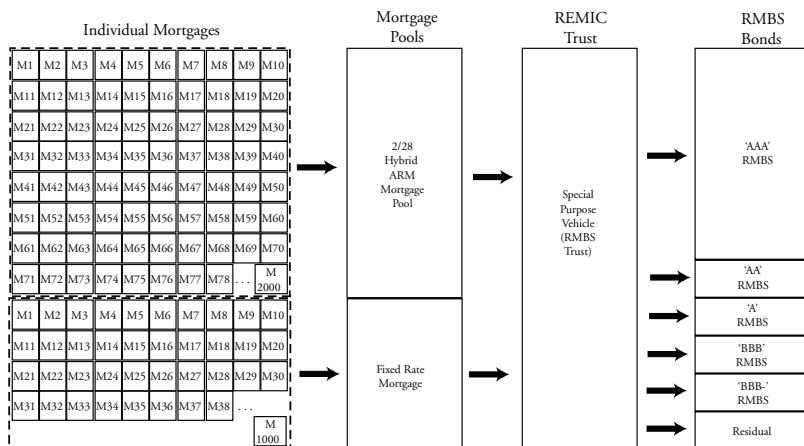 Individual Mortgages
Mortgage
Pools
REMIC
Trust
RMBS
Bonds
M1 M2 M3 M4 M5 M6 M7 M8 M9 M10
M11 M12 M13 M14 M15 M16 M17 M18 M19 M20
M21 M22 M23 M24 M25 M26 M27 M28 M29 M30
M31 M32 M33 M34 M35 M36 M37 M38 M39 M40
M41 M42 M43 M44 M45 M46 M47 M48 M49 M50
M51 M52 M53 M54 M55 M56 M57 M58 M59 M60
M61 M62 M63 M64 M65 M66 M67 M68 M69 M70
M71 M72 M73 M74 M75 M76 M77 M78 ...
M
2000
M1 M2 M3 M4 M5 M6 M7 M8 M9 M10
M11 M12 M13 M14 M15 M16 M17 M18 M19 M20
M21 M22 M23 M24 M25 M26 M27 M28 M29 M30
M31 M32 M33 M34 M35 M36 M37 M38 ...
M
1000
2/28
Hybrid
ARM
Mortgage
Pool
Fixed Rate
Mortgage
Special
Purpose
Vehicle
(RMBS
Trust)
'AAA'
RMBS
'AA'
RMBS
'A'
RMBS
'BBB'
RMBS
'BBB-'
RMBS
Residual